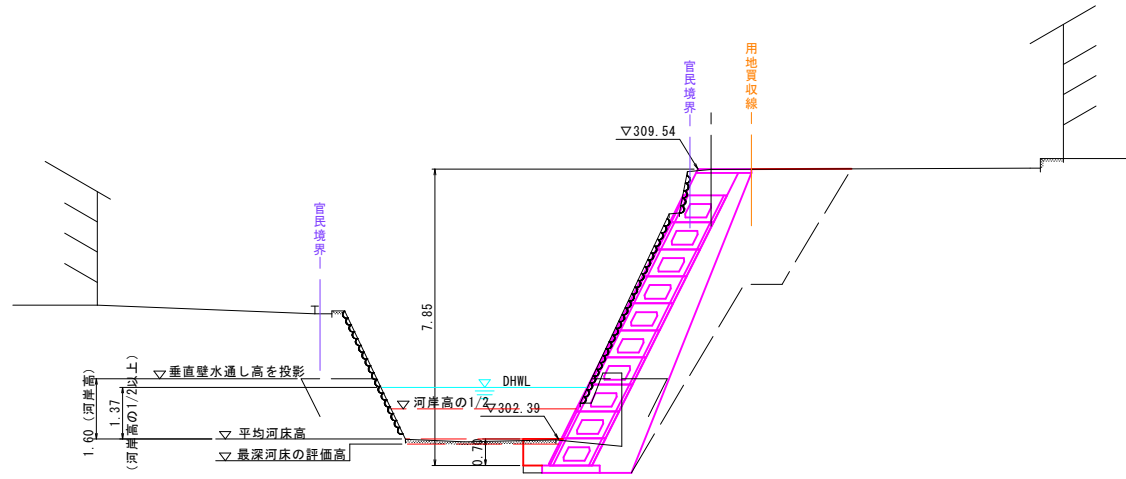 用地買収線
官民境界
▽309.54
官民境界
7.85
▽垂直壁水通し高を投影
DHWL
▽河岸高の1/2
▽302.39
1.60 (河岸高)
1.37
(河岸高の1/2以上)
▽平均河床高
▽最深河床の評価高
0.70